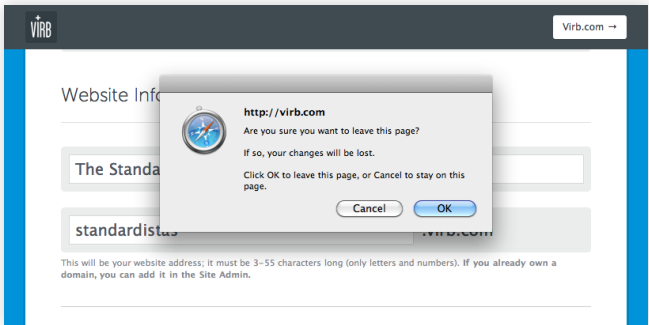 VIRB
Virb.com →
Website Info
http://virb.com
Are you sure you want to leave this page?
If so, your changes will be lost.
Click OK to leave this page, or Cancel to stay on this
page.
Cancel
OK
The Standa
standardistas
.virb.com
This will be your website address; it must be 3–55 characters long (only letters and numbers). If you already own a
domain, you can add it in the Site Admin.